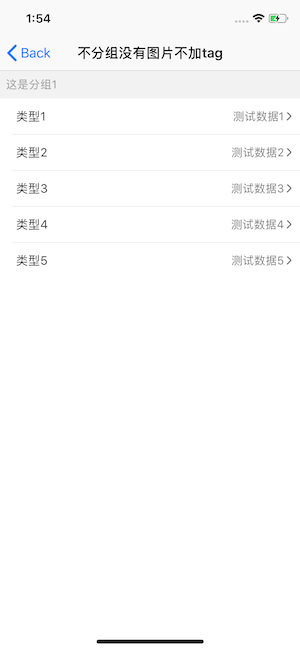 1:54
Back 不分组没有图片不加tag
这是分组1
类型1 测试数据1
类型2 测试数据2
类型3 测试数据3
类型4 测试数据4
类型5 测试数据5